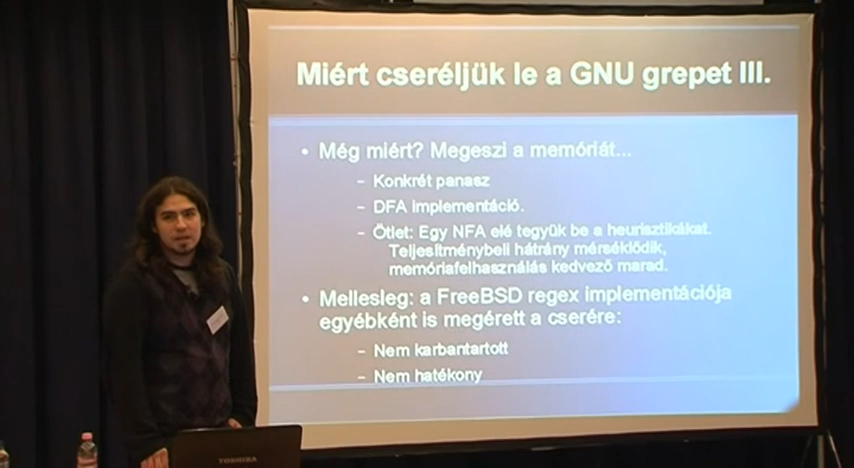 Miért cseréljük le a GNU grepet III.
• Még miért? Megeszi a memóriát...
– Konkrét panasz
– DFA implementáció.
– Ötlet: Egy NFA elé tegyük be a heurisztikákat.
Teljesítménybeli hátrány mérséklődik,
memóriafelhasználás kedvező marad.
• Mellesleg: a FreeBSD regex implementációja
egyébként is megérett a cserére:
– Nem karbantartott
– Nem hatékony
TOSHIBA